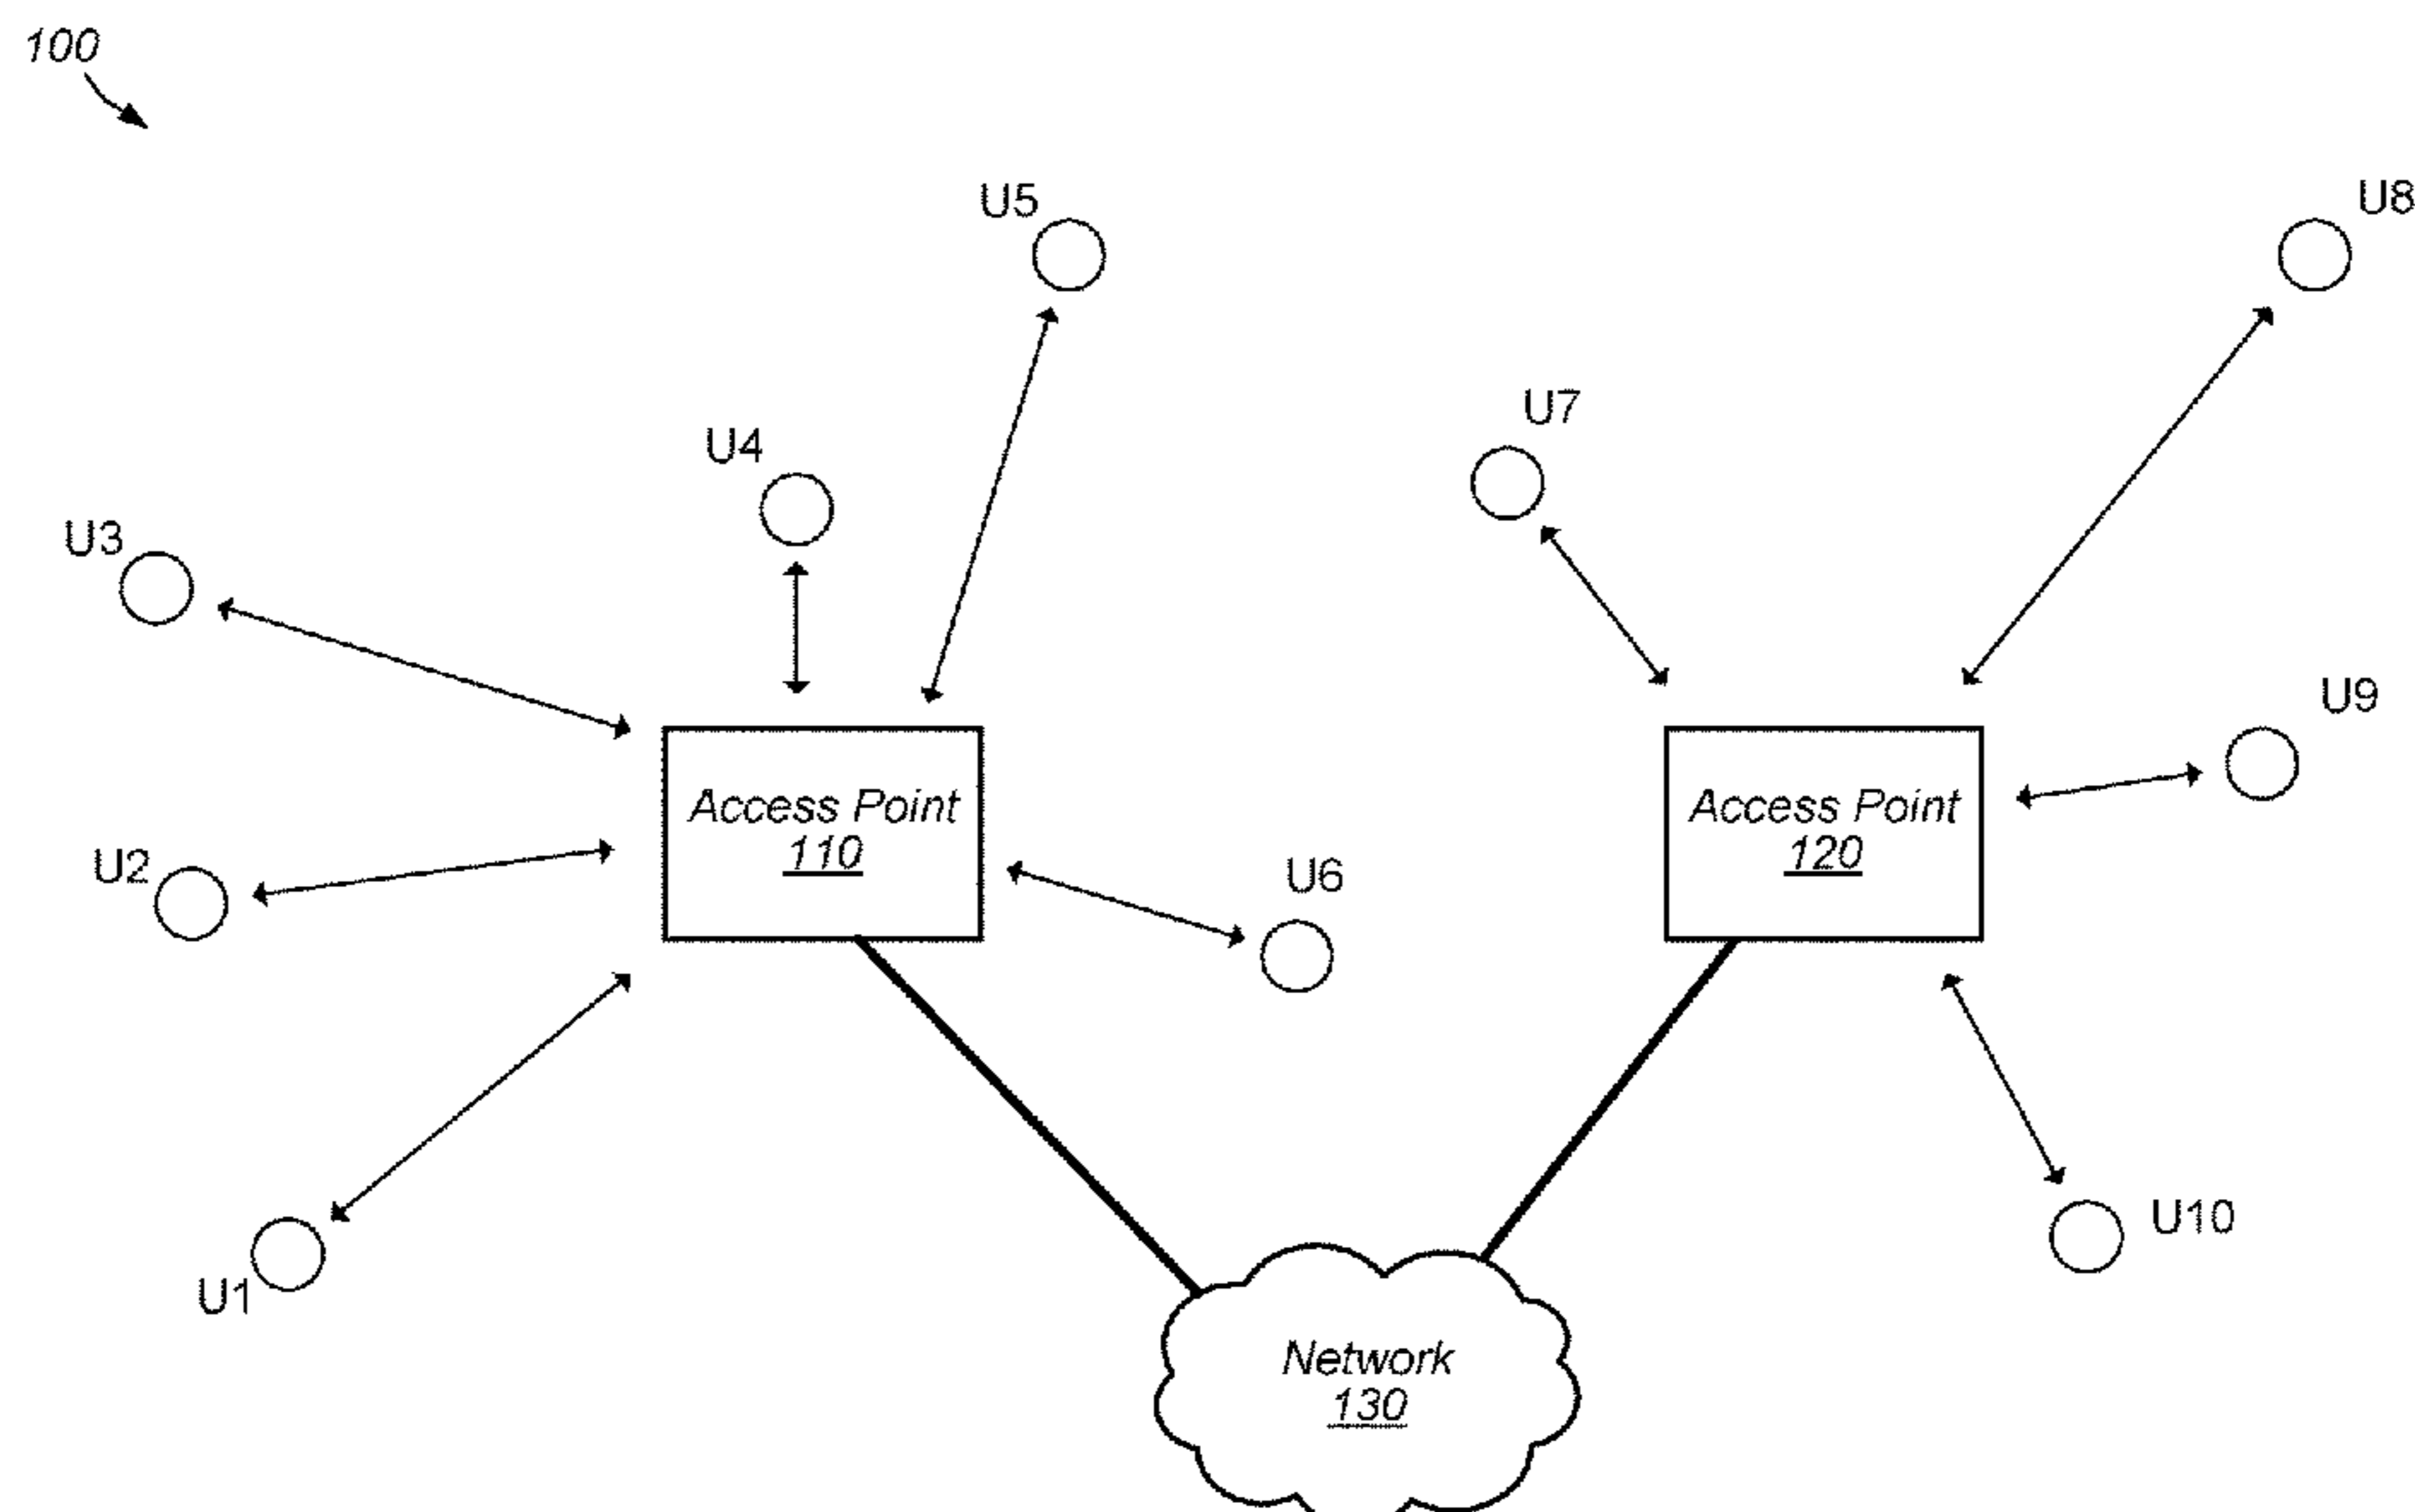 100
U5
U8
U7
U4
U3
U9
Access Point
110
Access Point
120
U2
U6
U10
U1
Network
130